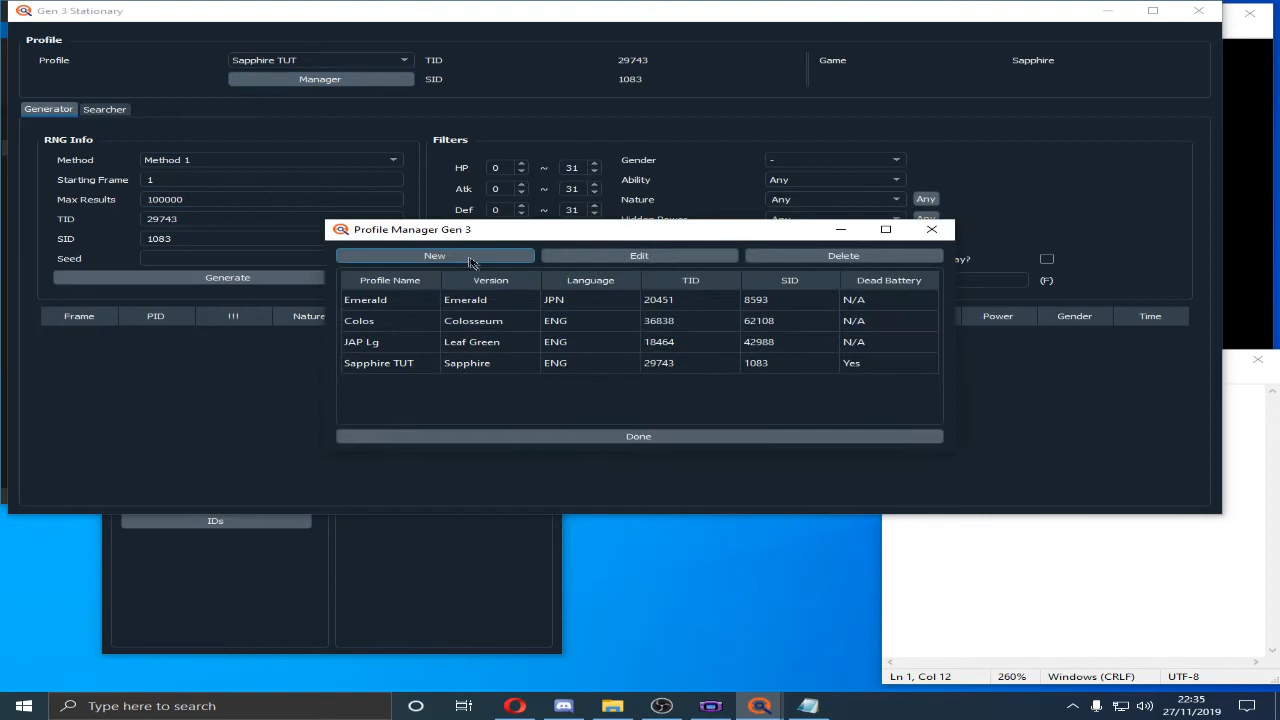 Gen 3 Stationary
Profile
Profile Sapphire TUT TID 29743 Game Sapphire
Manager SID 1083
Generator Searcher
RNG Info Filters
Method Method 1 HP 0 ~ 31 Gender -
Starting Frame 1 Atk 0 ~ 31 Ability Any
Max Results 100000 Def 0 ~ 31 Nature Any Any
TID 29743
SID 1083
Seed
Generate
Profile Manager Gen 3
New Edit Delete
Profile Name Version Language TID SID Dead Battery
Emerald Emerald JPN 20451 8593 N/A
Colos Colosseum ENG 36838 62108 N/A
JAP Lg Leaf Green ENG 18464 42988 N/A
Sapphire TUT Sapphire ENG 29743 1083 Yes
Done
(F)
Frame PID !!! Nature Power Gender Time
IDs
Ln 1, Col 12 260% Windows (CRLF) UTF-8
Type here to search
22:35
27/11/2019